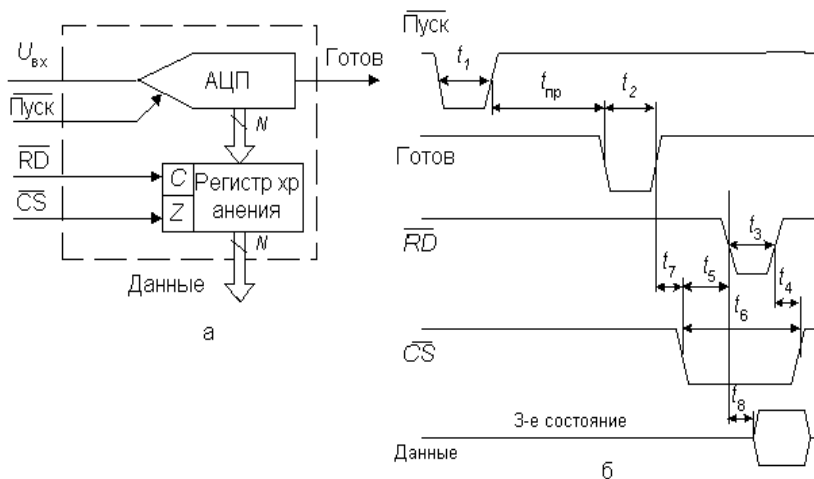 U вх
Пуск
АЦП
Готов
N
RD
CS
C
Z
Регистр хр
анения
N
Данные
а
Пуск
t1
tпр
t2
Готов
RD
t3
t7
t5
t4
t6
CS
t8
3-е состояние
Данные
б